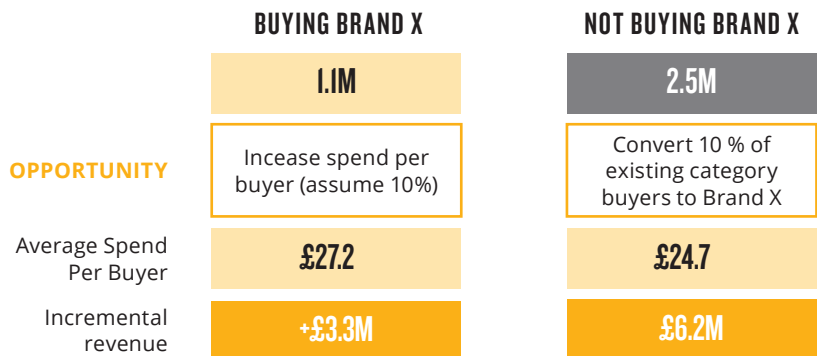 BUYING BRAND X
NOT BUYING BRAND X
1.1M
2.5M
OPPORTUNITY
Incease spend per
buyer (assume 10%)
Convert 10 % of
existing category
buyers to Brand X
Average Spend
Per Buyer
£27.2
£24.7
Incremental
revenue
+£3.3M
£6.2M